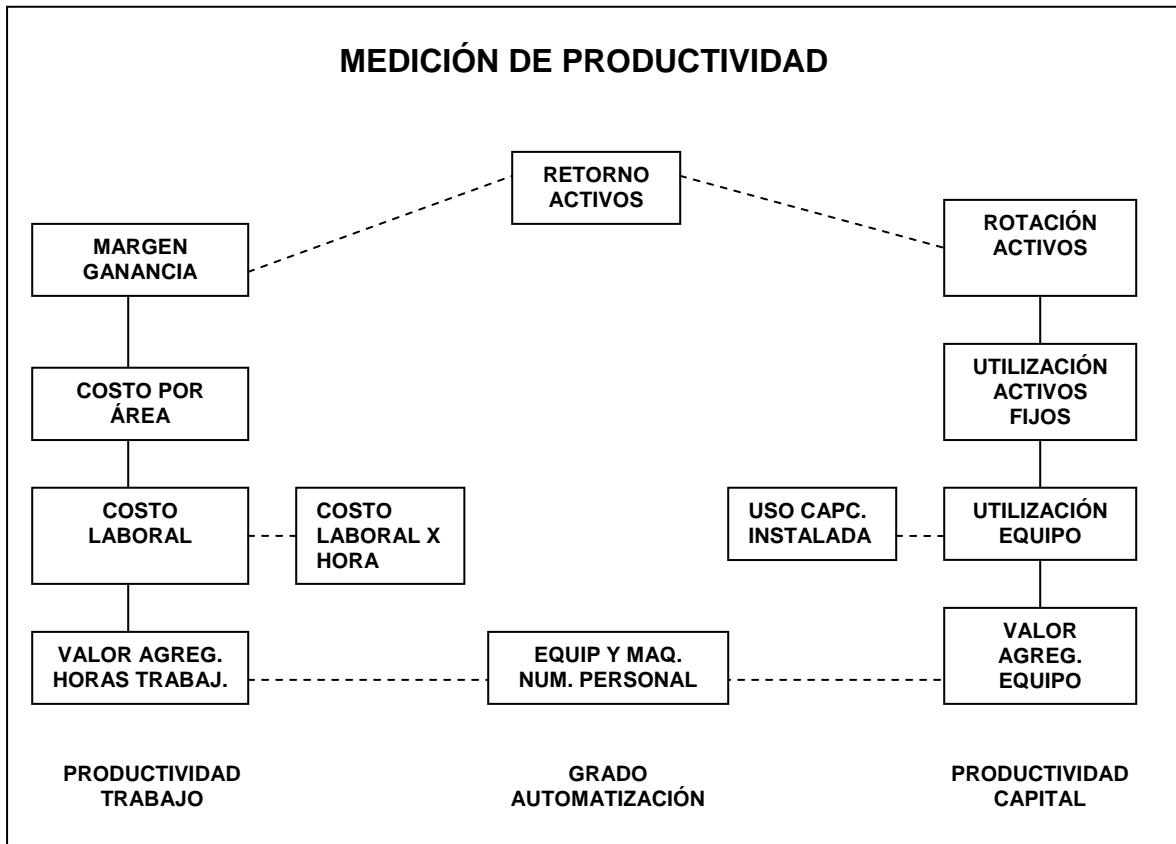 MEDICIÓN DE PRODUCTIVIDAD
RETORNO
ACTIVOS
MARGEN
GANANCIA
ROTACIÓN
ACTIVOS
COSTO POR
ÁREA
UTILIZACIÓN
ACTIVOS
FIJOS
COSTO
LABORAL
COSTO
LABORAL X
HORA
USO CAPC.
INSTALADA
UTILIZACIÓN
EQUIPO
VALOR AGREG.
HORAS TRABAJ.
EQUIP Y MAQ.
NUM. PERSONAL
VALOR
AGREG.
EQUIPO
PRODUCTIVIDAD
TRABAJO
GRADO
AUTOMATIZACIÓN
PRODUCTIVIDAD
CAPITAL